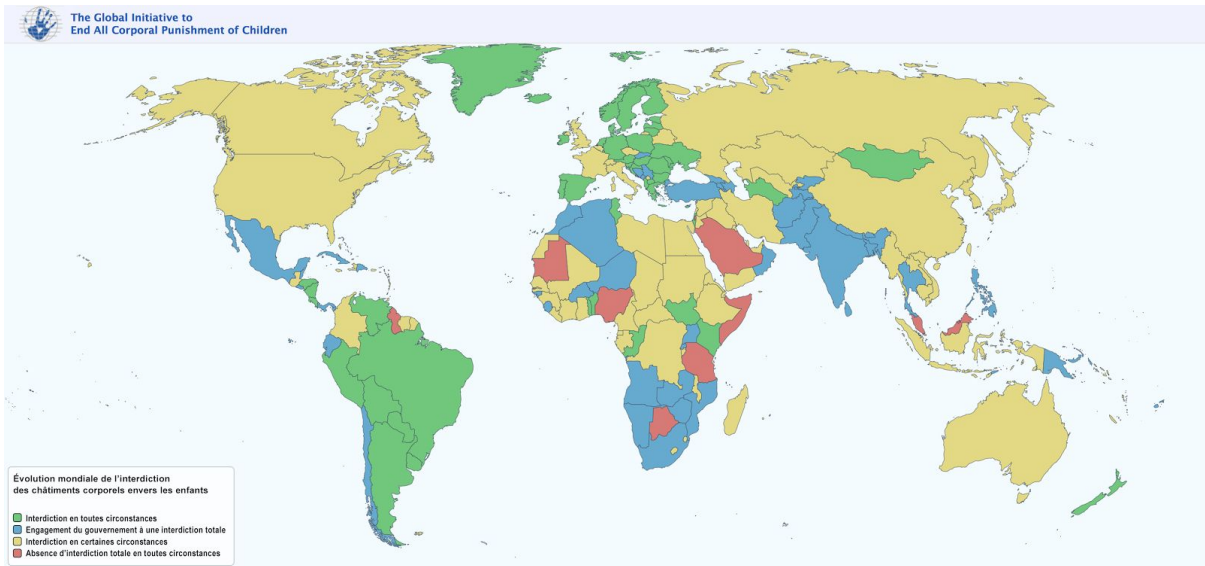 The Global Initiative to
End All Corporal Punishment of Children
Évolution mondiale de l'interdiction
des châtiments corporels envers les enfants
Interdiction en toutes circonstances
Engagement du gouvernement à une interdiction totale
Interdiction en certaines circonstances
Absence d'interdiction totale en toutes circonstances